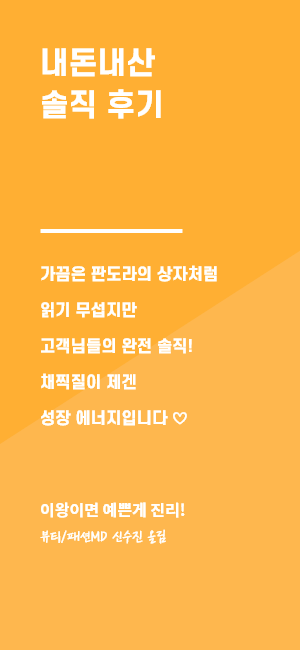 내돈내산
솔직 후기
가끔은 판도라의 상자처럼
읽기 무섭지만
고객님들의 완전 솔직!
채찍질이 제겐
성장 에너지입니다 ♡
이왕이면 예쁜게 진리!
뷰티/패션MD 신수진 올림